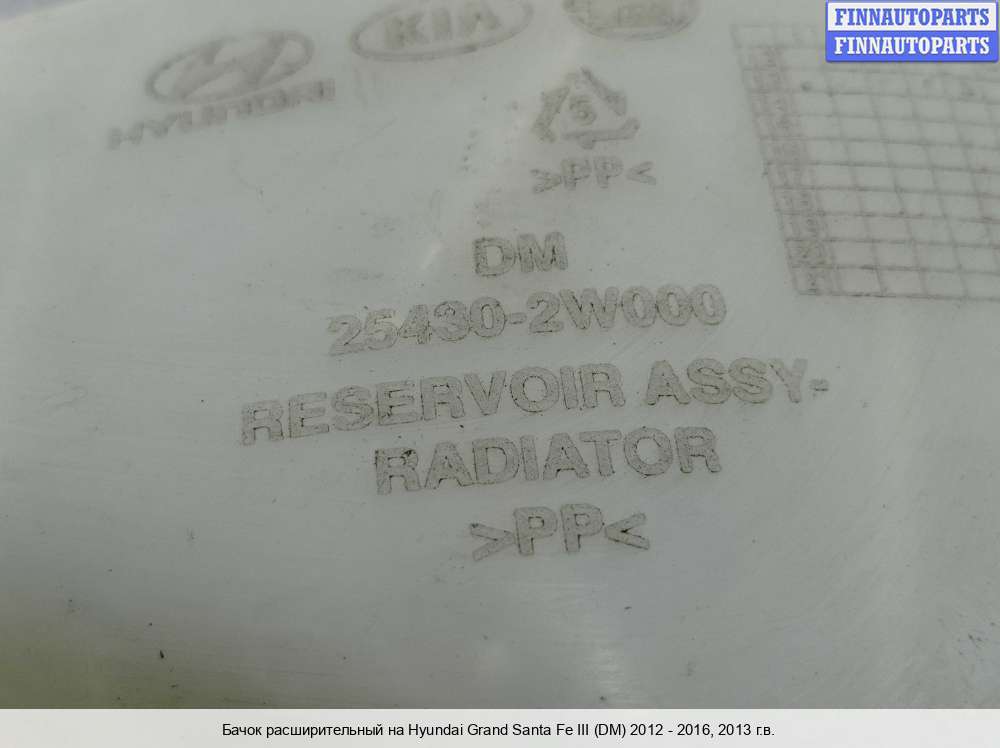 FINNAUTOPARTS
FINNAUTOPARTS
HYUNDAI
KIA
5
>PP<
DM
25430-2W000
RESERVOIR ASSY-
RADIATOR
>PP<
Бачок расширительный на Hyundai Grand Santa Fe III (DM) 2012 - 2016, 2013 г.в.